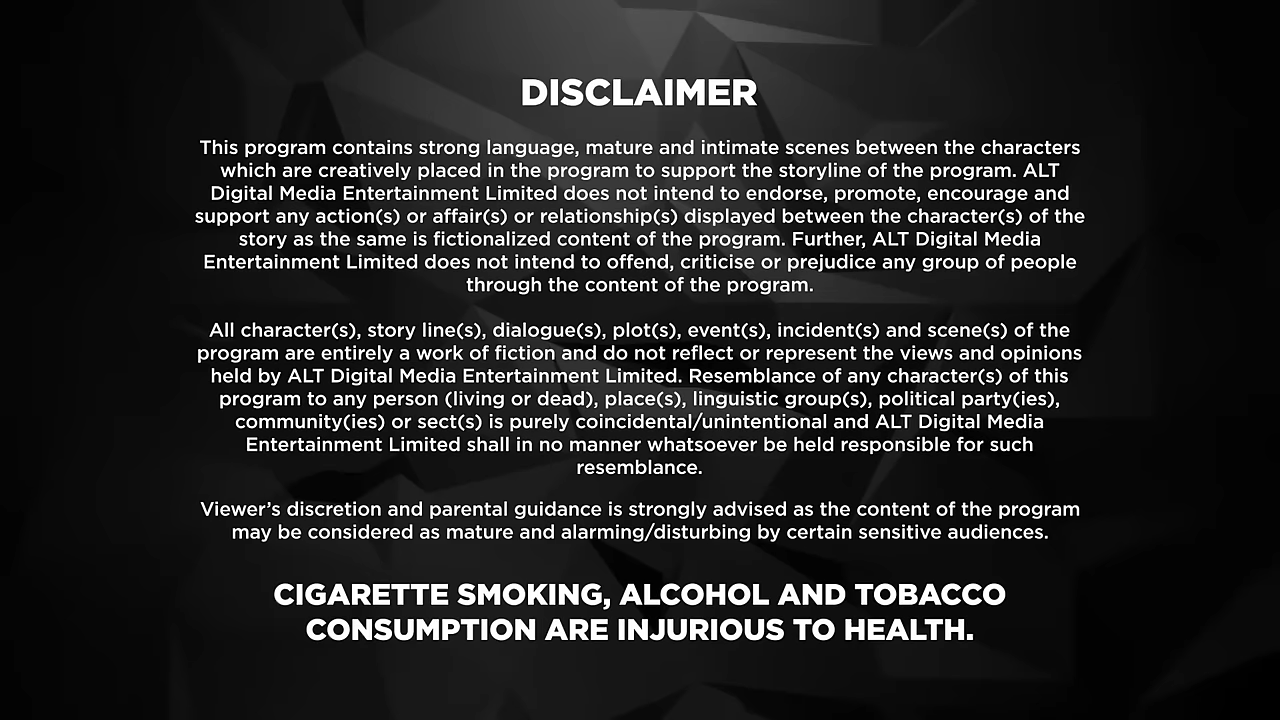 DISCLAIMER
This program contains strong language, mature and intimate scenes between the characters
which are creatively placed in the program to support the storyline of the program. ALT
Digital Media Entertainment Limited does not intend to endorse, promote, encourage and
support any action(s) or affair(s) or relationship(s) displayed between the character(s) of the
story as the same is fictionalized content of the program. Further, ALT Digital Media
Entertainment Limited does not intend to offend, criticise or prejudice any group of people
through the content of the program.
All character(s), story line(s), dialogue(s), plot(s), event(s), incident(s) and scene(s) of the
program are entirely a work of fiction and do not reflect or represent the views and opinions
held by ALT Digital Media Entertainment Limited. Resemblance of any character(s) of this
program to any person (living or dead), place(s), linguistic group(s), political party(ies),
community(ies) or sect(s) is purely coincidental/unintentional and ALT Digital Media
Entertainment Limited shall in no manner whatsoever be held responsible for such
resemblance.
Viewer’s discretion and parental guidance is strongly advised as the content of the program
may be considered as mature and alarming/disturbing by certain sensitive audiences.
CIGARETTE SMOKING, ALCOHOL AND TOBACCO
CONSUMPTION ARE INJURIOUS TO HEALTH.